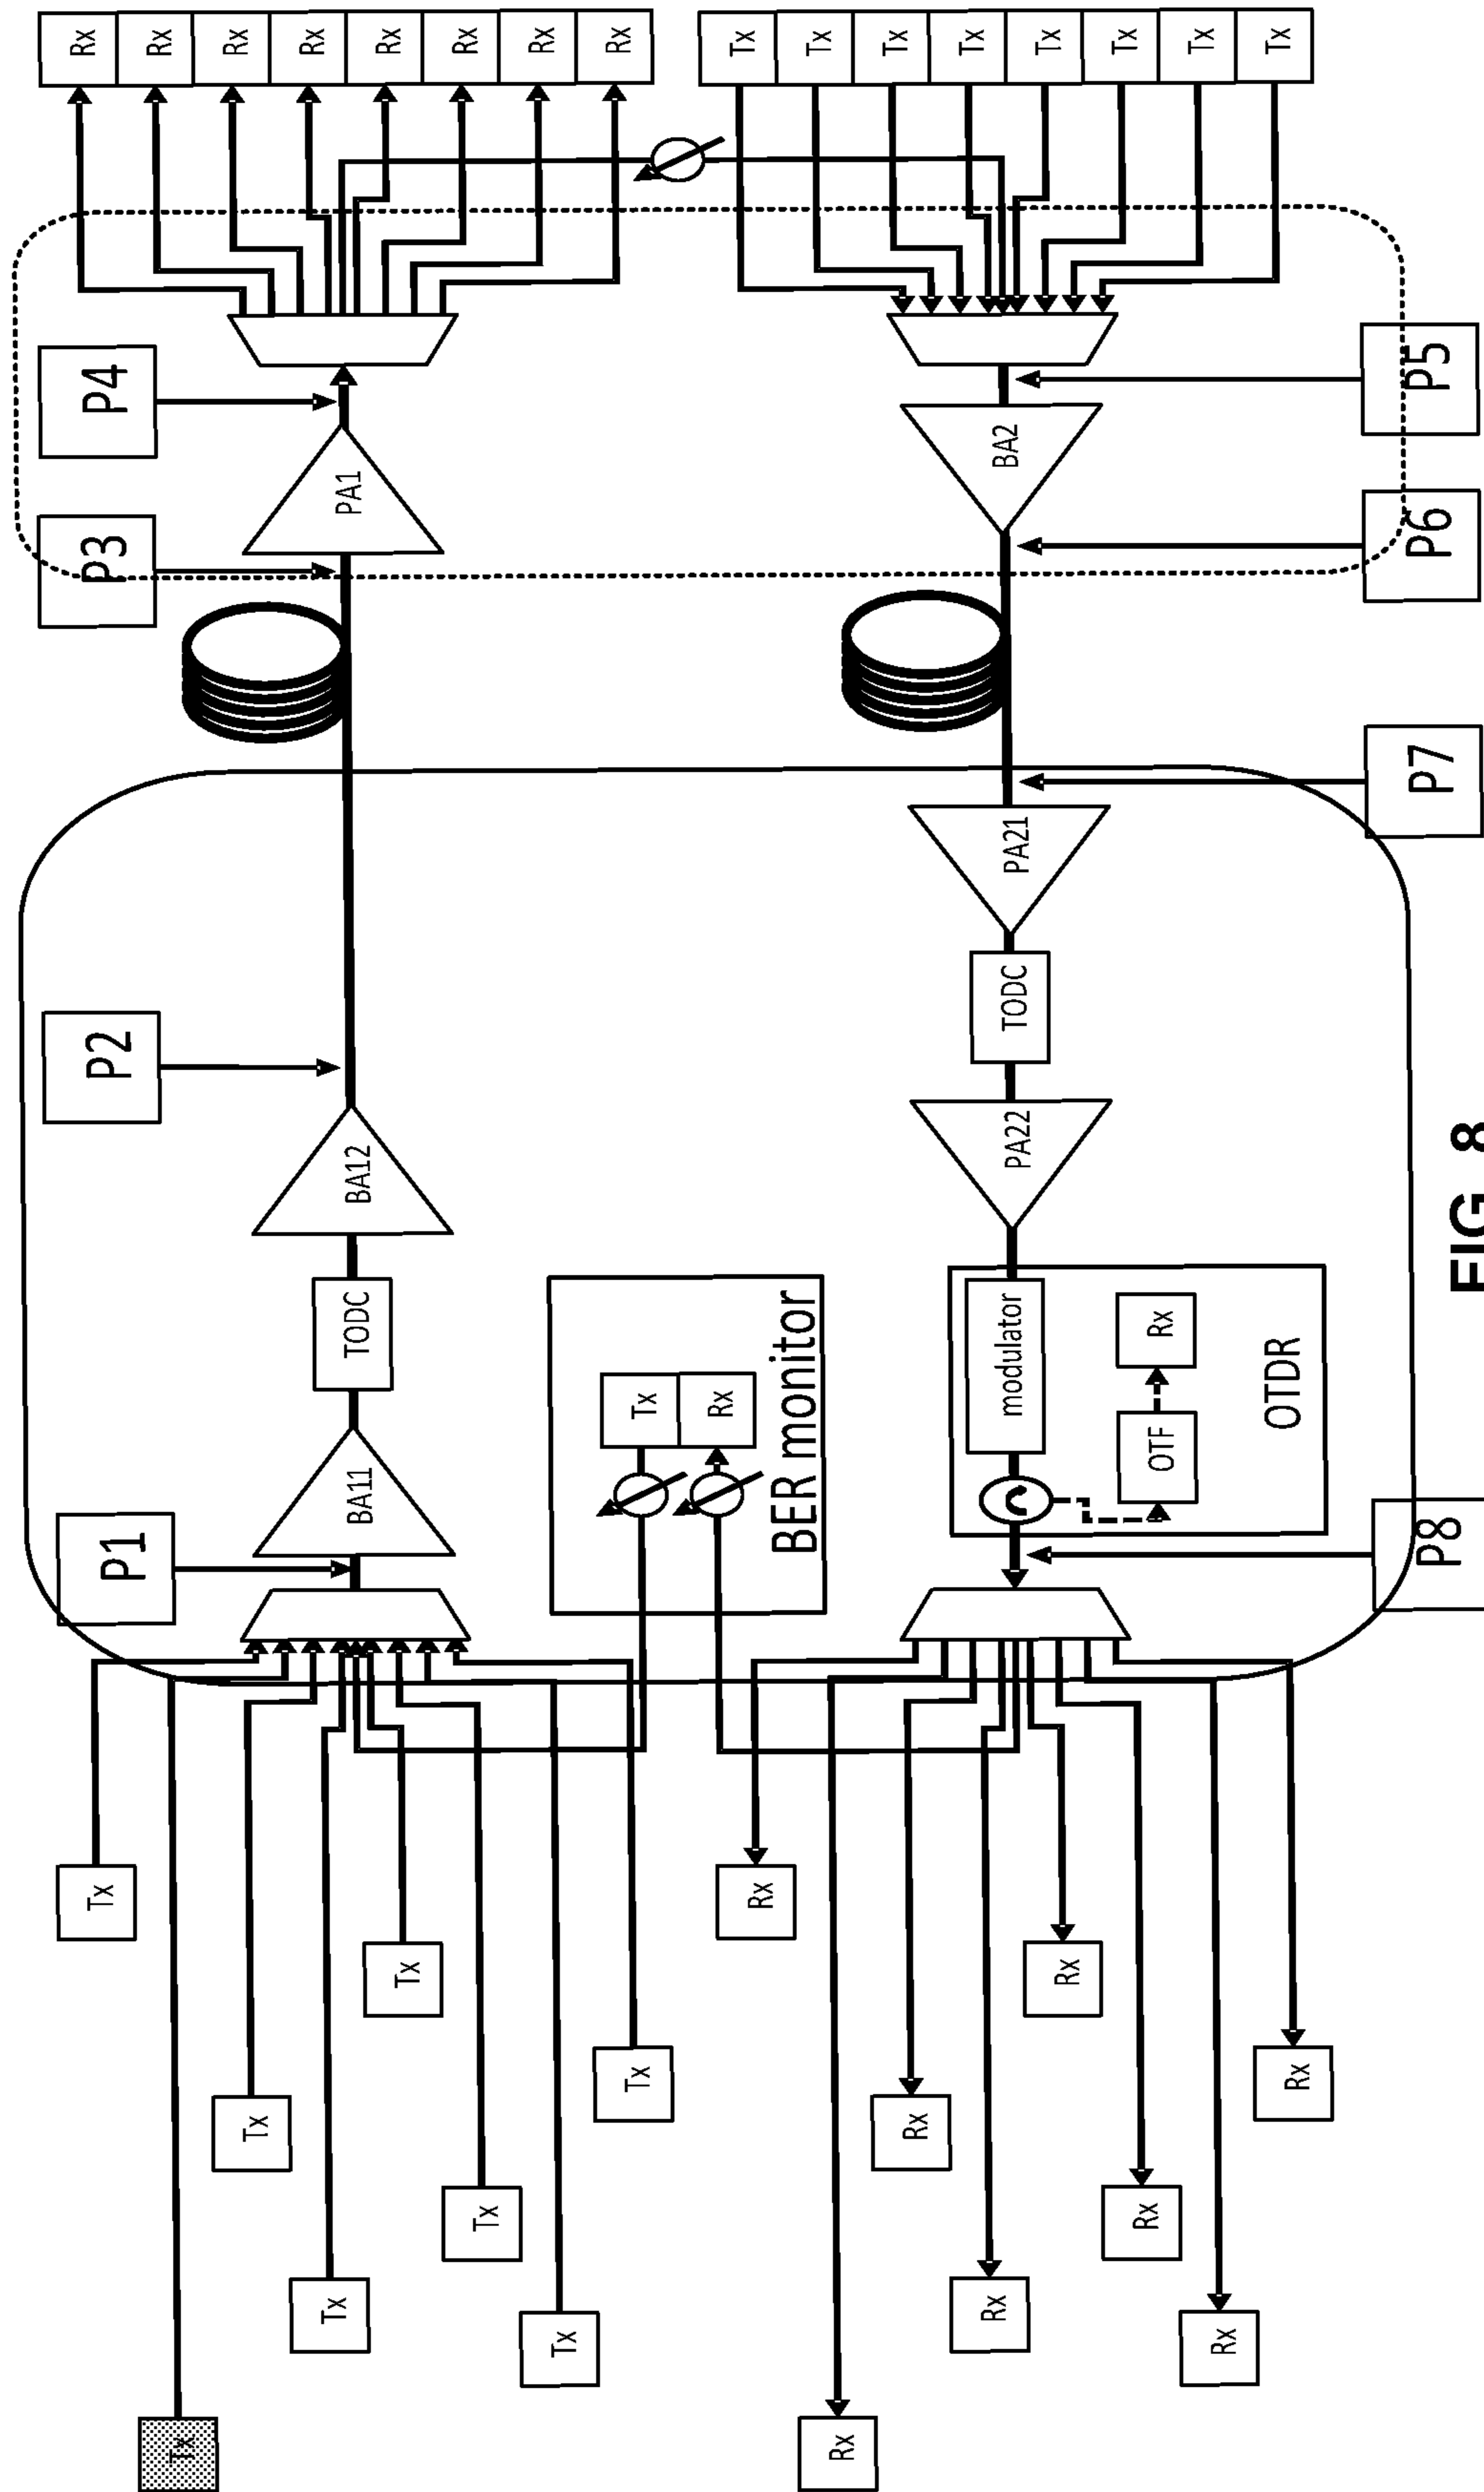 Rx
Rx
Rx
Rx
Rx
Rx
Rx
Rx
Tx
Tx
Tx
Tx
Tx
Tx
Tx
Tx
P4
P5
PA1
BA2
P3
P6
P7
PA21
TODC
P2
PA22
BA12
TODC
modulator
Rx
OTF
OTDR
Tx
Rx
BER monitor
BA11
P1
P8
FIG 8
Tx
Tx
Tx
Tx
Tx
Tx
Tx
Tx
Rx
Rx
Rx
Rx
Rx
Rx
Rx
Rx